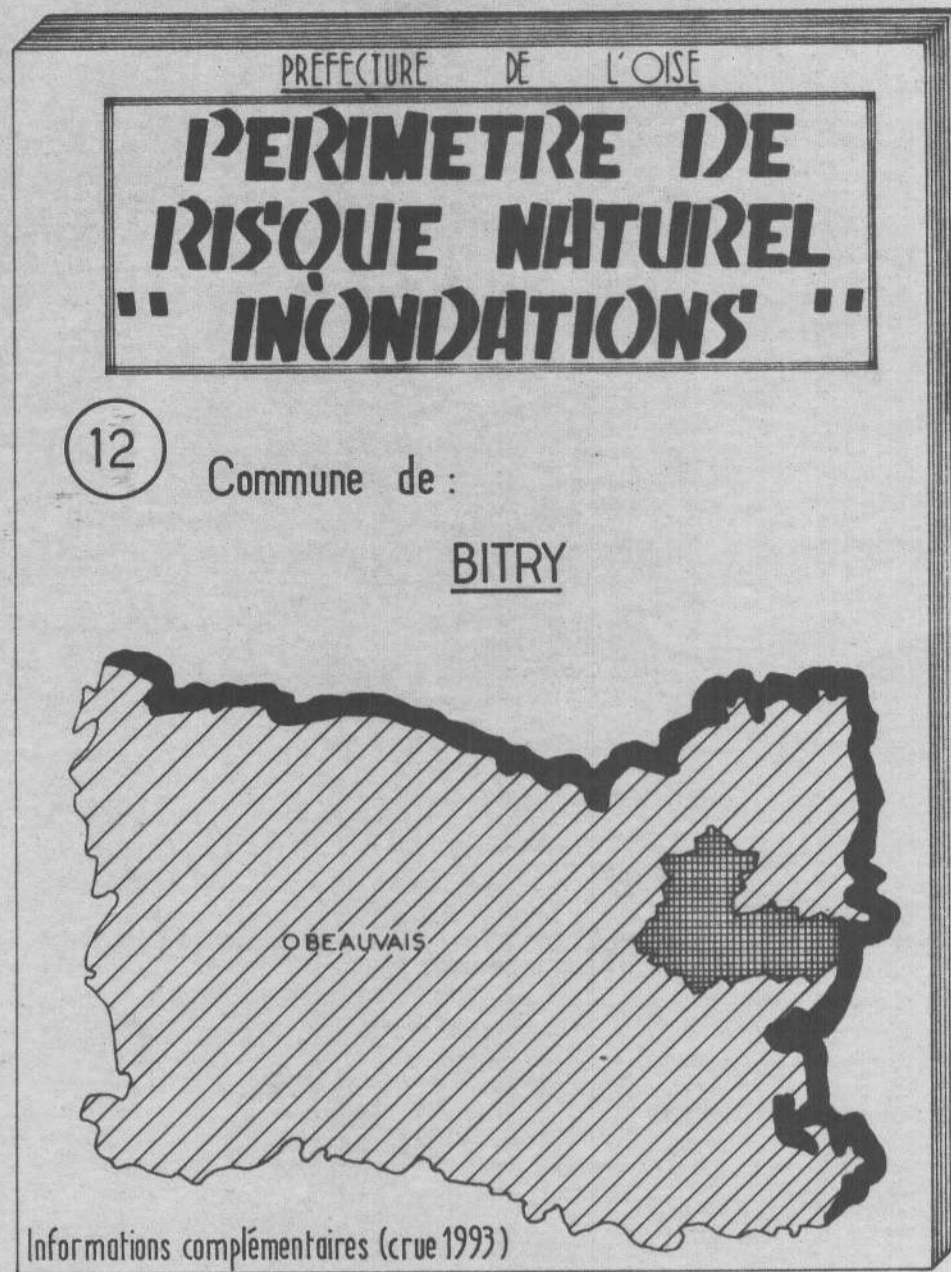 PREFECTURE DE L'OISE
PERIMETRE DE
RISQUE NATUREL
" INONDATIONS "
12
Commune de :
BITRY
O BEAUVAIS
Informations complémentaires (crue 1993)